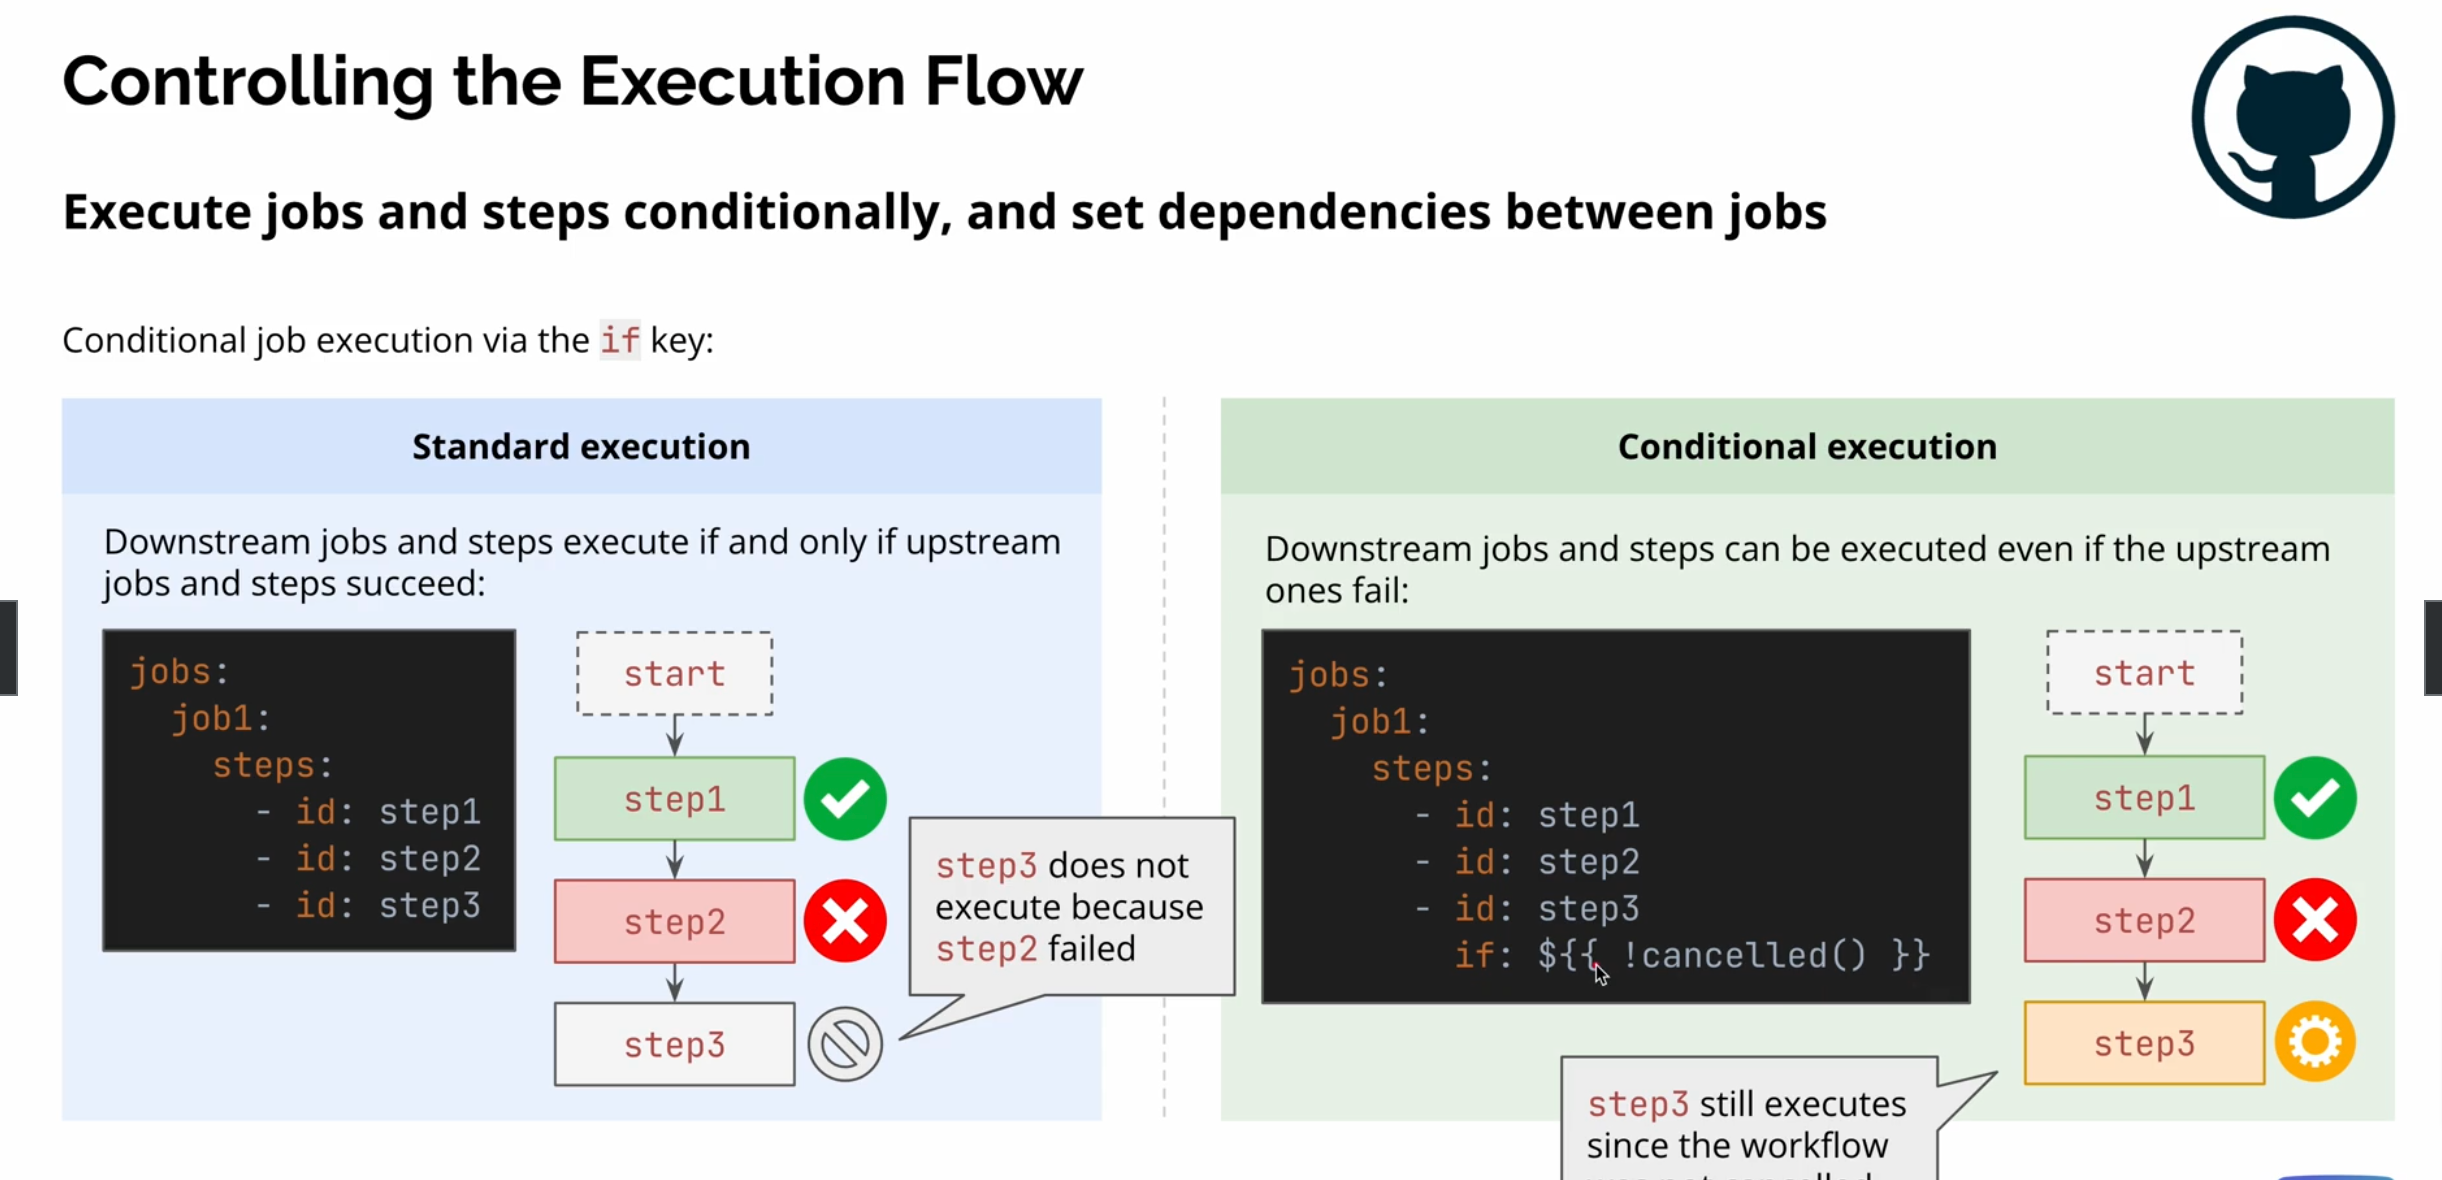 Controlling the Execution Flow
Execute jobs and steps conditionally, and set dependencies between jobs
Conditional job execution via the if key:
Standard execution
Downstream jobs and steps execute if and only if upstream
jobs and steps succeed:
jobs:
  job1:
    steps:
      - id: step1
      - id: step2
      - id: step3
start
step1
step2
step3
step3 does not
execute because
step2 failed
Conditional execution
Downstream jobs and steps can be executed even if the upstream
ones fail:
jobs:
  job1:
    steps:
      - id: step1
      - id: step2
      - id: step3
        if: ${{ !cancelled() }}
start
step1
step2
step3
step3 still executes
since the workflow